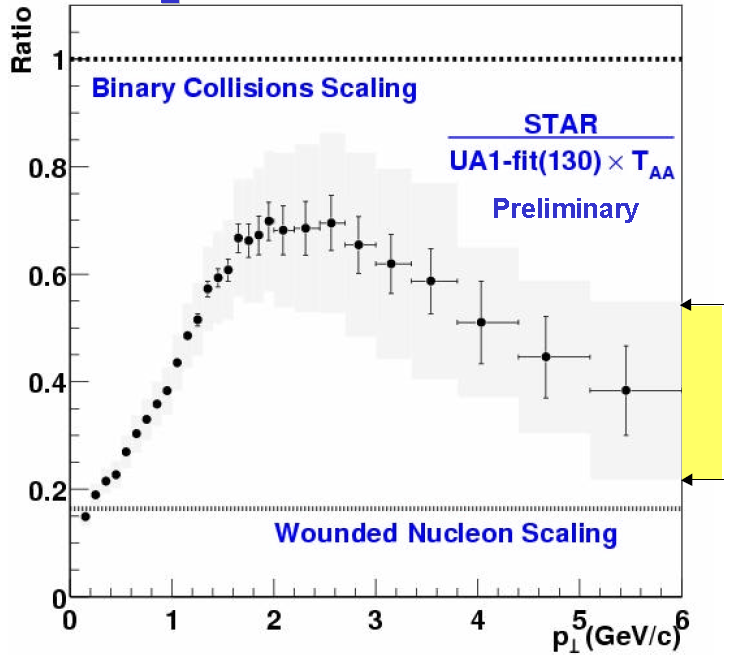 Ratio
1
Binary Collisions Scaling
STAR
UA1-fit(130) × T_AA
Preliminary
0.8
0.6
0.4
0.2
Wounded Nucleon Scaling
0
0 1 2 3 4 5 6
p⊥(GeV/c)